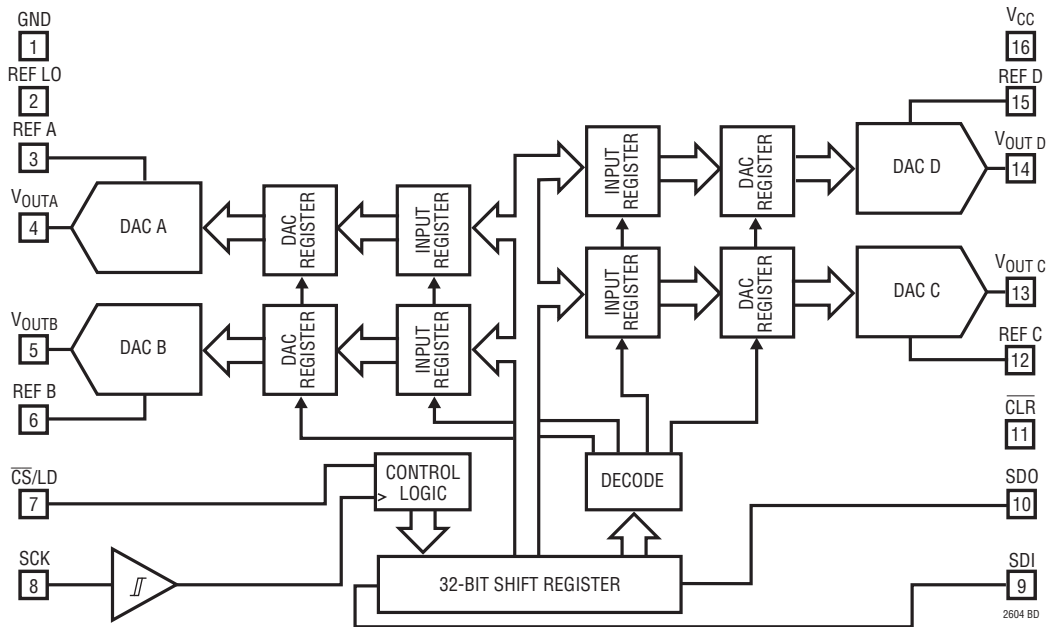 GND
1
REF LO
2
REF A
3
VOUTA
4
VOUTB
5
REF B
6
C̅S̅/LD
7
SCK
8
DAC A
DAC REGISTER
INPUT REGISTER
DAC B
DAC REGISTER
INPUT REGISTER
CONTROL
LOGIC
32-BIT SHIFT REGISTER
DECODE
INPUT REGISTER
DAC REGISTER
DAC D
INPUT REGISTER
DAC REGISTER
DAC C
VCC
16
REF D
15
VOUT D
14
VOUT C
13
REF C
12
C̅L̅R̅
11
SDO
10
SDI
9
2604 BD